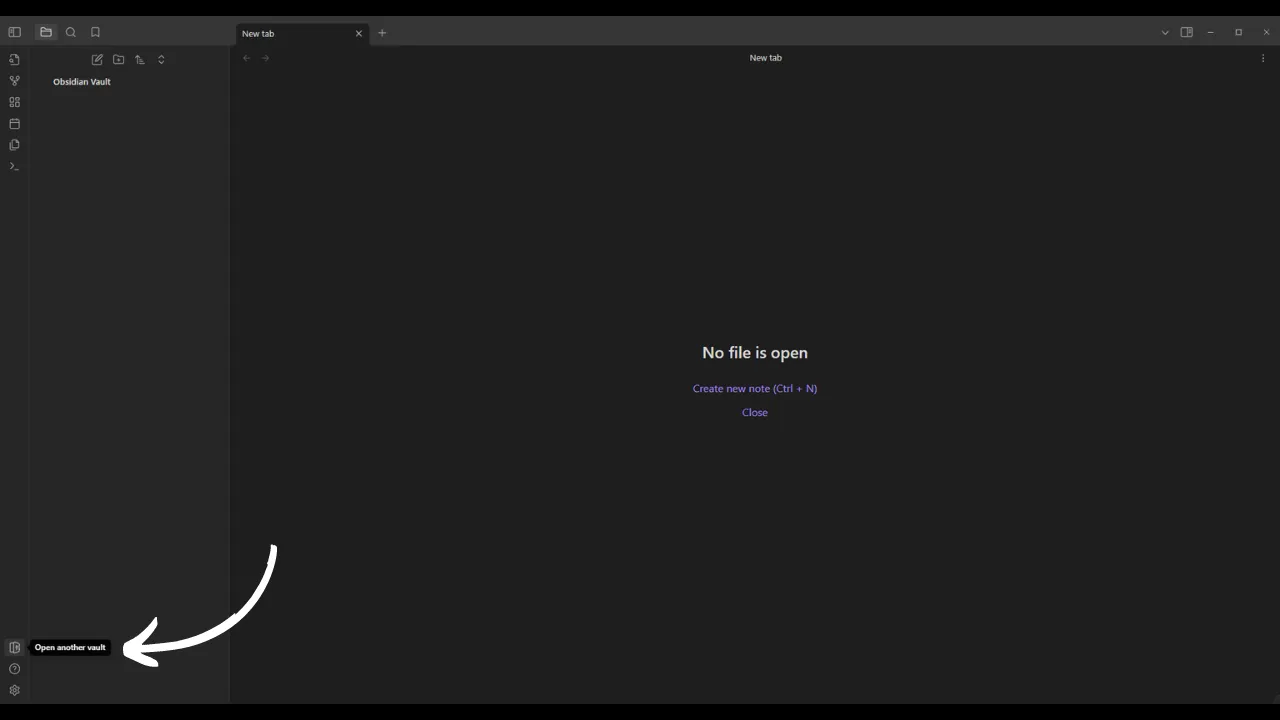 New tab
New tab
Obsidian Vault
No file is open
Create new note (Ctrl + N)
Close
Open another vault